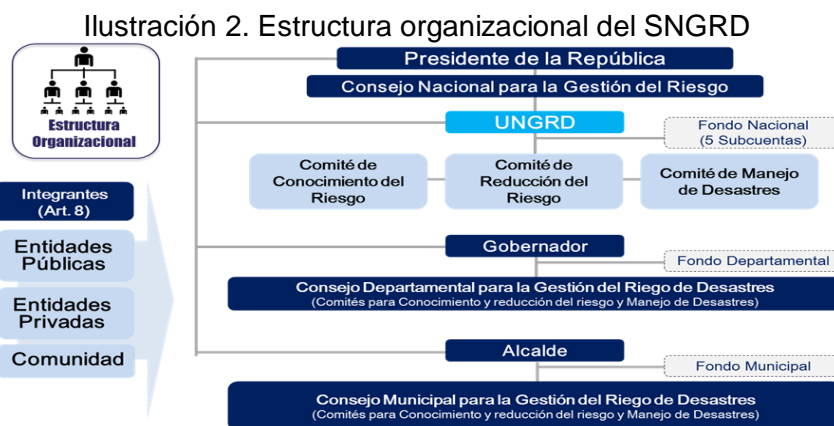 Ilustración 2. Estructura organizacional del SNGRD
Estructura
Organizacional
Integrantes
(Art. 8)
Entidades
Públicas
Entidades
Privadas
Comunidad
Presidente de la República
Consejo Nacional para la Gestión del Riesgo
UNGRD
Fondo Nacional
(5 Subcuentas)
Comité de
Conocimiento del
Riesgo
Comité de
Reducción del
Riesgo
Comité de Manejo
de Desastres
Gobernador
Fondo Departamental
Consejo Departamental para la Gestión del Riego de Desastres
(Comités para Conocimiento y reducción del riesgo y Manejo de Desastres)
Alcalde
Fondo Municipal
Consejo Municipal para la Gestión del Riego de Desastres
(Comités para Conocimiento y reducción del riesgo y Manejo de Desastres)